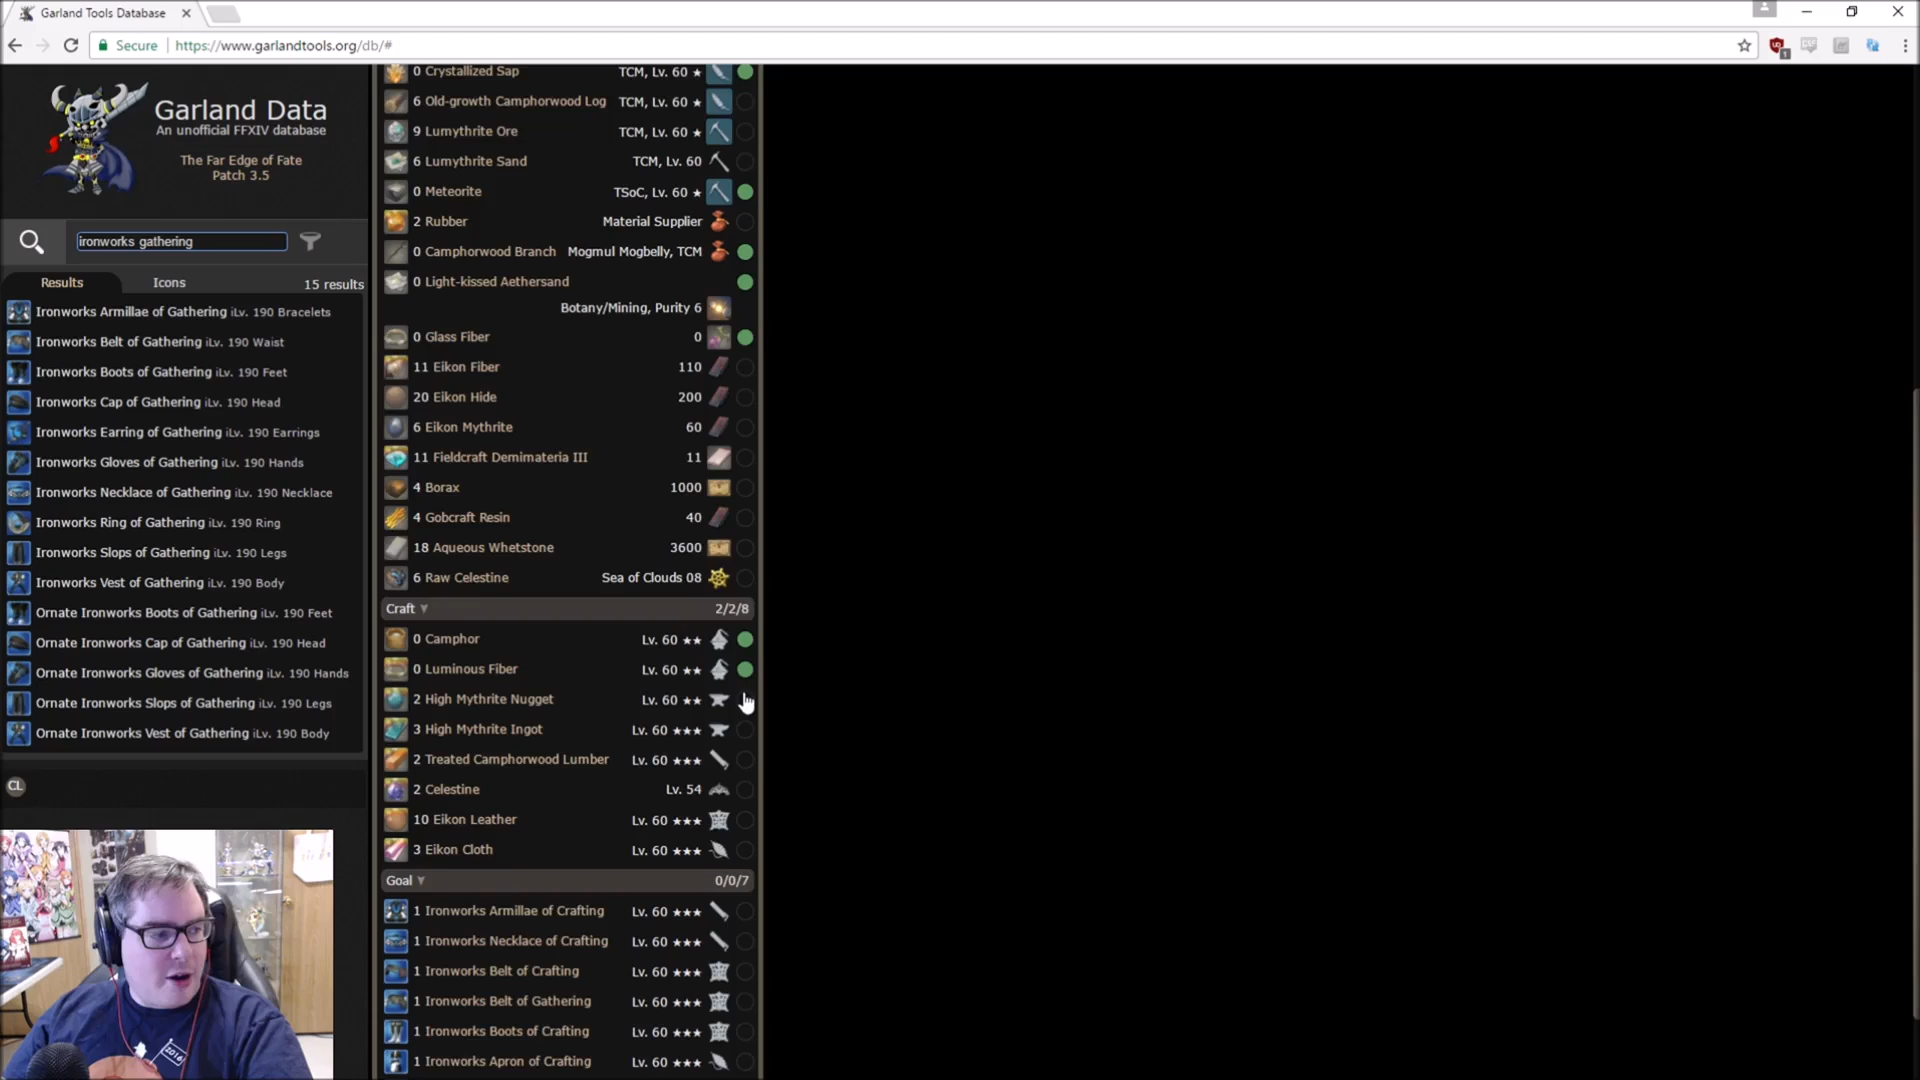 Garland Tools Database
Secure https://www.garlandtools.org/db/#
Garland Data
An unofficial FFXIV database
The Far Edge of Fate
Patch 3.5
ironworks gathering
Results Icons 15 results
Ironworks Armillae of Gathering iLv. 190 Bracelets
Ironworks Belt of Gathering iLv. 190 Waist
Ironworks Boots of Gathering iLv. 190 Feet
Ironworks Cap of Gathering iLv. 190 Head
Ironworks Earring of Gathering iLv. 190 Earrings
Ironworks Gloves of Gathering iLv. 190 Hands
Ironworks Necklace of Gathering iLv. 190 Necklace
Ironworks Ring of Gathering iLv. 190 Ring
Ironworks Slops of Gathering iLv. 190 Legs
Ironworks Vest of Gathering iLv. 190 Body
Ornate Ironworks Boots of Gathering iLv. 190 Feet
Ornate Ironworks Cap of Gathering iLv. 190 Head
Ornate Ironworks Gloves of Gathering iLv. 190 Hands
Ornate Ironworks Slops of Gathering iLv. 190 Legs
Ornate Ironworks Vest of Gathering iLv. 190 Body
CL
2016
0 Crystallized Sap TCM, Lv. 60 ★
6 Old-growth Camphorwood Log TCM, Lv. 60 ★
9 Lumythrite Ore TCM, Lv. 60 ★
6 Lumythrite Sand TCM, Lv. 60
0 Meteorite TSoC, Lv. 60 ★
2 Rubber Material Supplier
0 Camphorwood Branch Mogmul Mogbelly, TCM
0 Light-kissed Aethersand
Botany/Mining, Purity 6
0 Glass Fiber 0
11 Eikon Fiber 110
20 Eikon Hide 200
6 Eikon Mythrite 60
11 Fieldcraft Demimateria III 11
4 Borax 1000
4 Gobcraft Resin 40
18 Aqueous Whetstone 3600
6 Raw Celestine Sea of Clouds 08
Craft ▼ 2/2/8
0 Camphor Lv. 60 ★★
0 Luminous Fiber Lv. 60 ★★
2 High Mythrite Nugget Lv. 60 ★★
3 High Mythrite Ingot Lv. 60 ★★★
2 Treated Camphorwood Lumber Lv. 60 ★★★
2 Celestine Lv. 54
10 Eikon Leather Lv. 60 ★★★
3 Eikon Cloth Lv. 60 ★★★
Goal ▼ 0/0/7
1 Ironworks Armillae of Crafting Lv. 60 ★★★
1 Ironworks Necklace of Crafting Lv. 60 ★★★
1 Ironworks Belt of Crafting Lv. 60 ★★★
1 Ironworks Belt of Gathering Lv. 60 ★★★
1 Ironworks Boots of Crafting Lv. 60 ★★★
1 Ironworks Apron of Crafting Lv. 60 ★★★